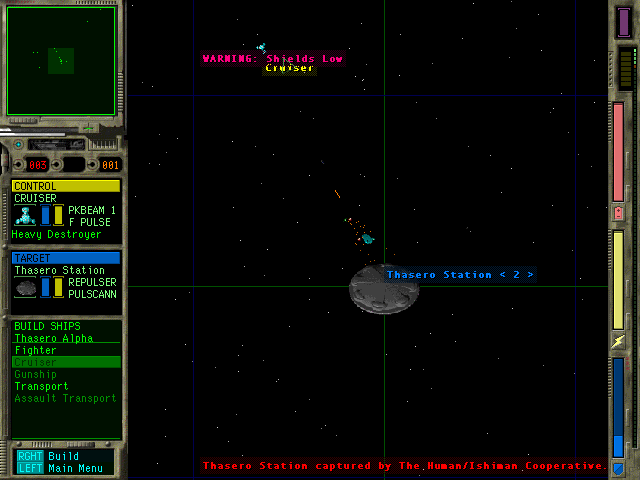 WARNING: Shields Low
Cruiser
003
001
CONTROL
CRUISER
PKBEAM 1
F PULSE
Heavy Destroyer
TARGET
Thasero Station
REPULSER
PULSCANN
Thasero Station < 2 >
BUILD SHIPS
Thasero Alpha
Fighter
Cruiser
Gunship
Transport
Assault Transport
RGHT Build
LEFT Main Menu
Thasero Station captured by The Human/Ishiman Cooperative.